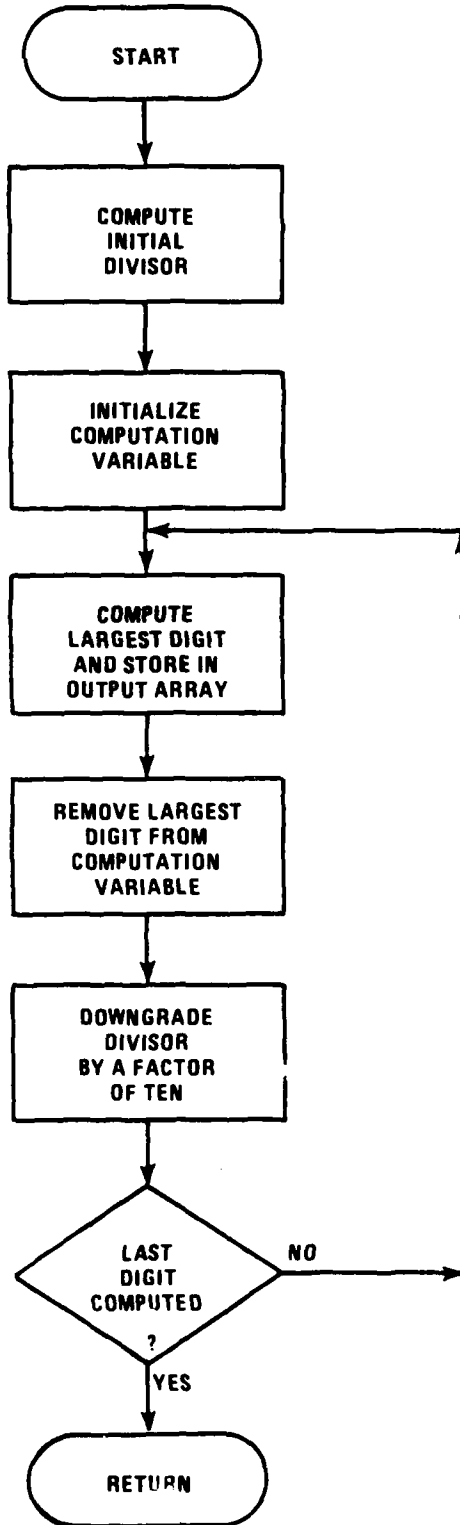 START
COMPUTE
INITIAL
DIVISOR
INITIALIZE
COMPUTATION
VARIABLE
COMPUTE
LARGEST DIGIT
AND STORE IN
OUTPUT ARRAY
REMOVE LARGEST
DIGIT FROM
COMPUTATION
VARIABLE
DOWNGRADE
DIVISOR
BY A FACTOR
OF TEN
LAST
DIGIT
COMPUTED
?
NO
YES
RETURN